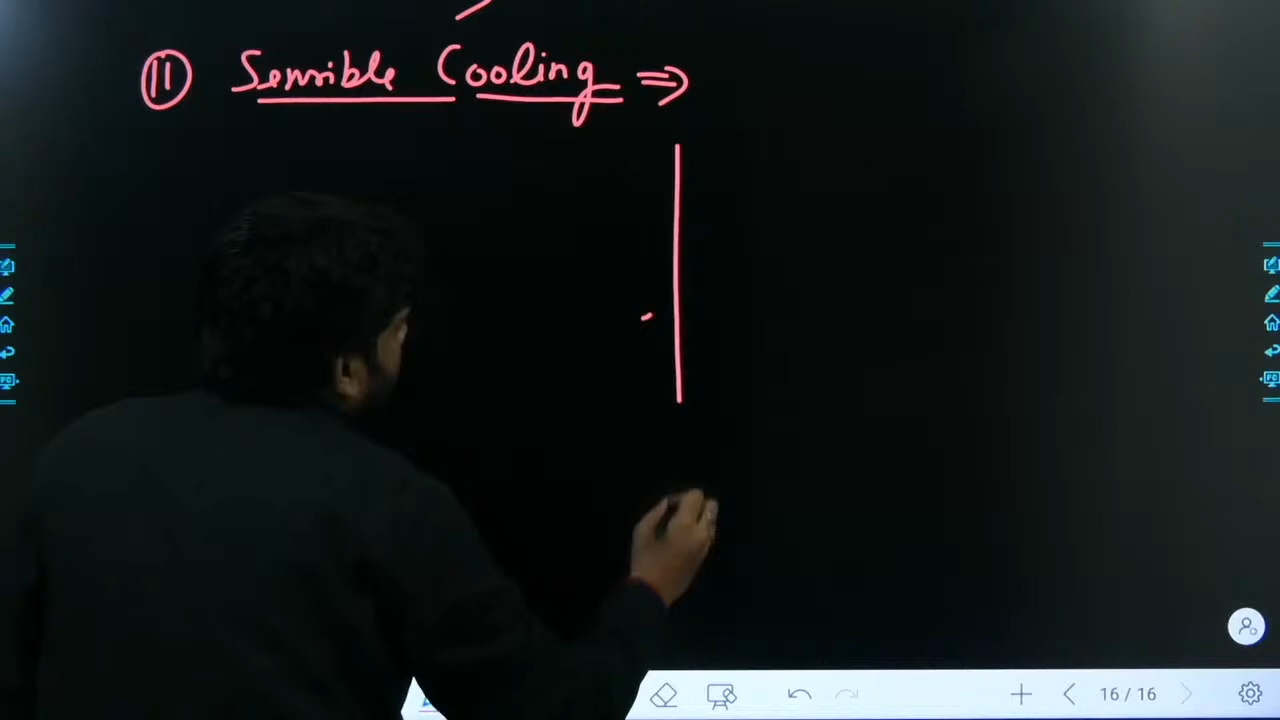 11 Sensible Cooling ⇒
16 / 16